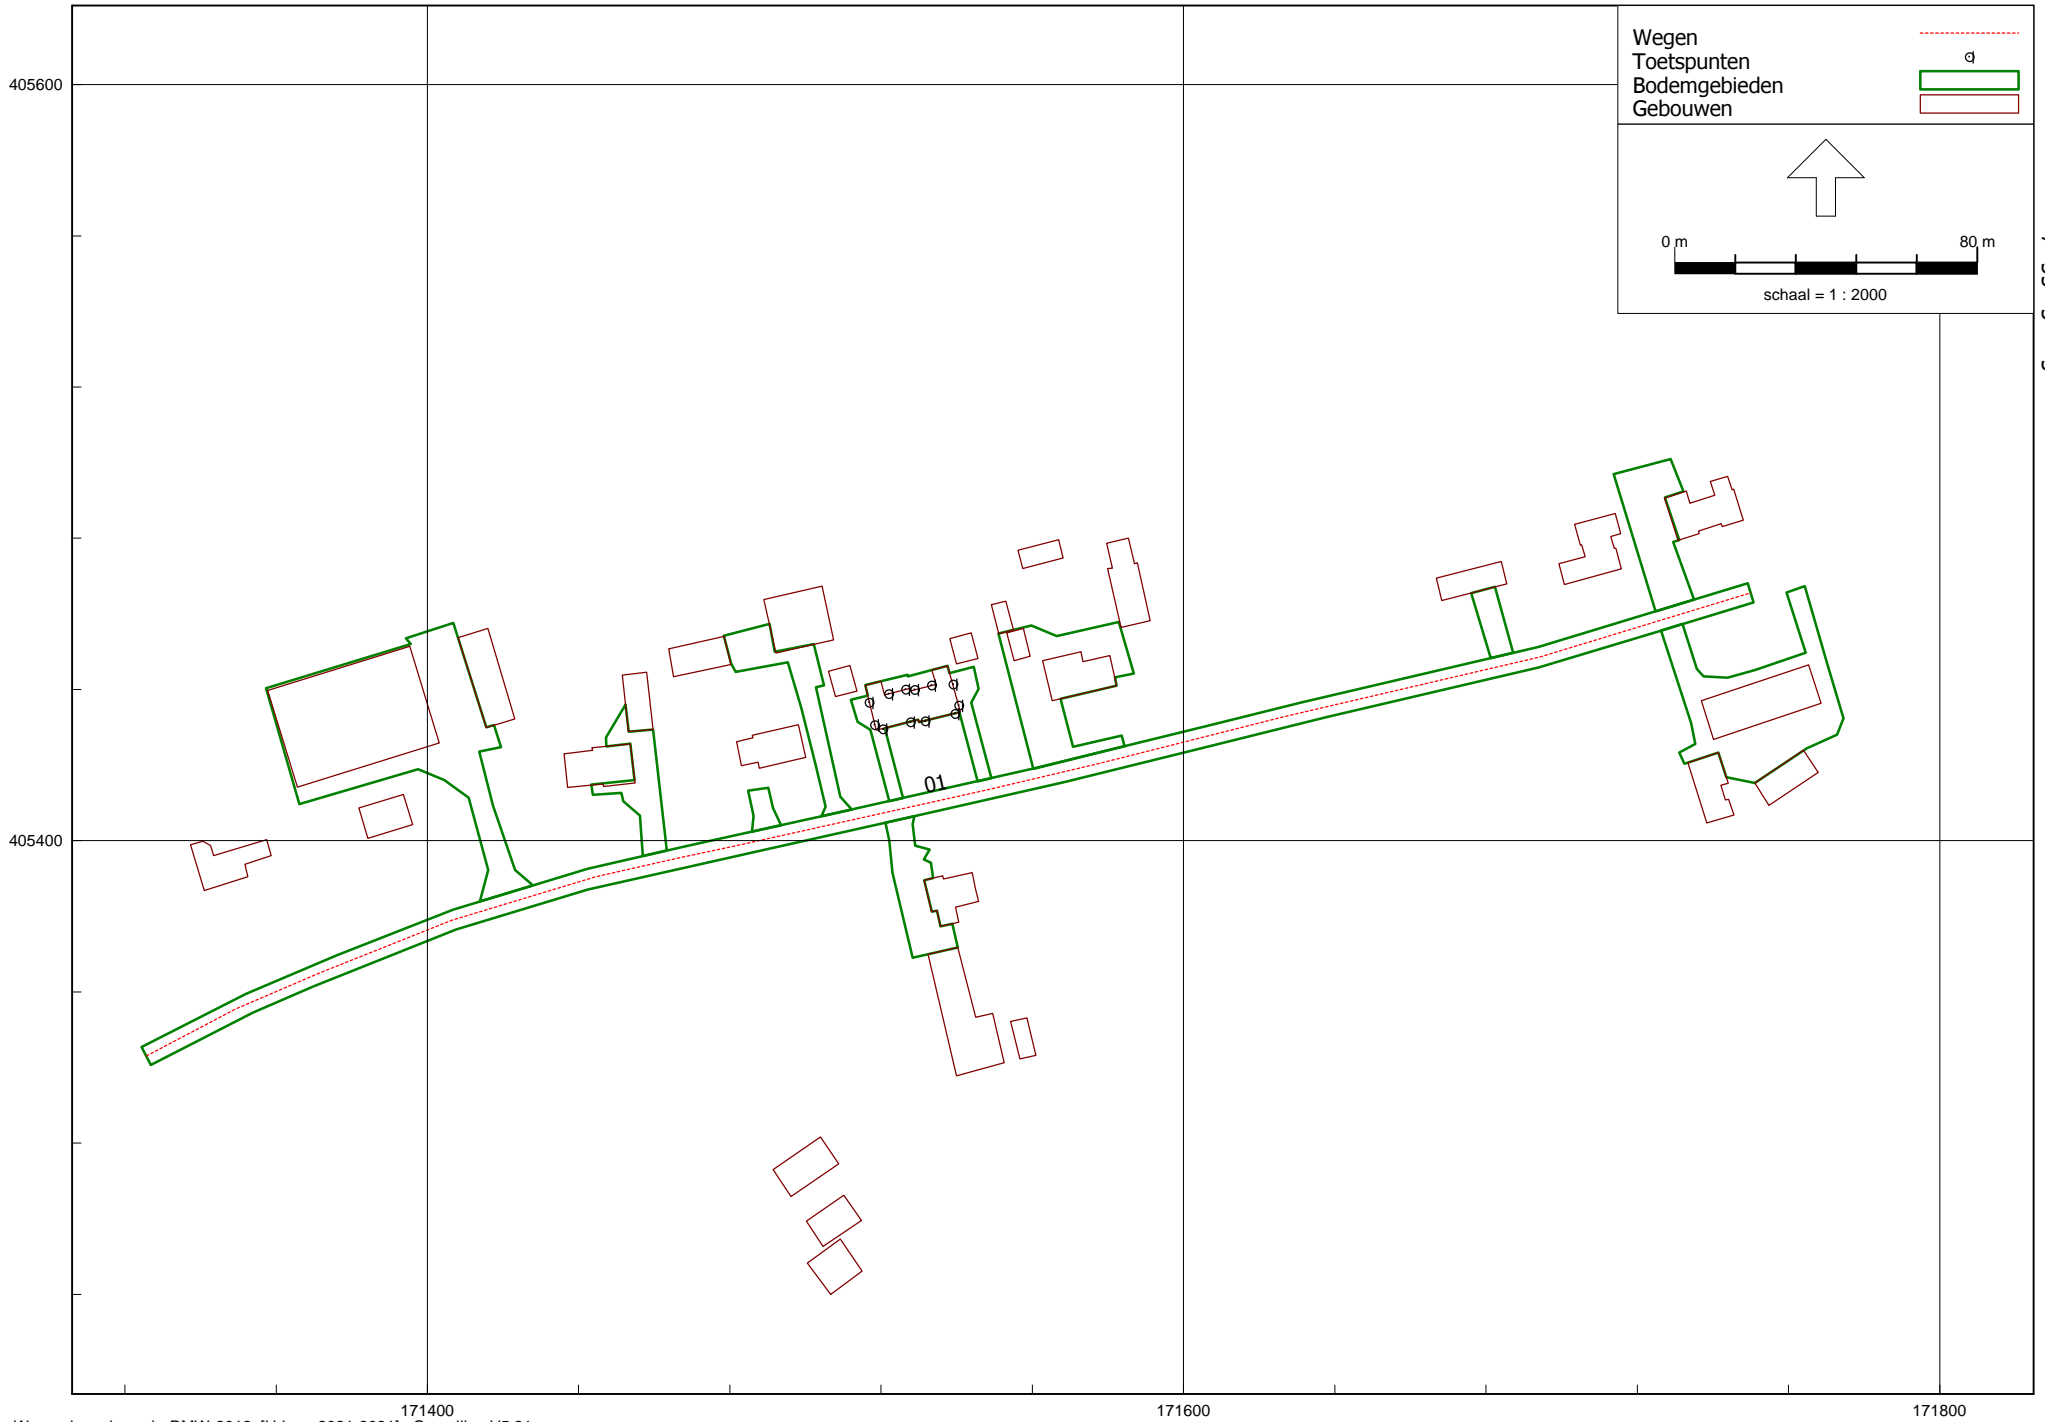 Wegen
Toetspunten
Bodemgebieden
Gebouwen
0 m 80 m
schaal = 1 : 2000
405600
01
405400
171400 171600 171800